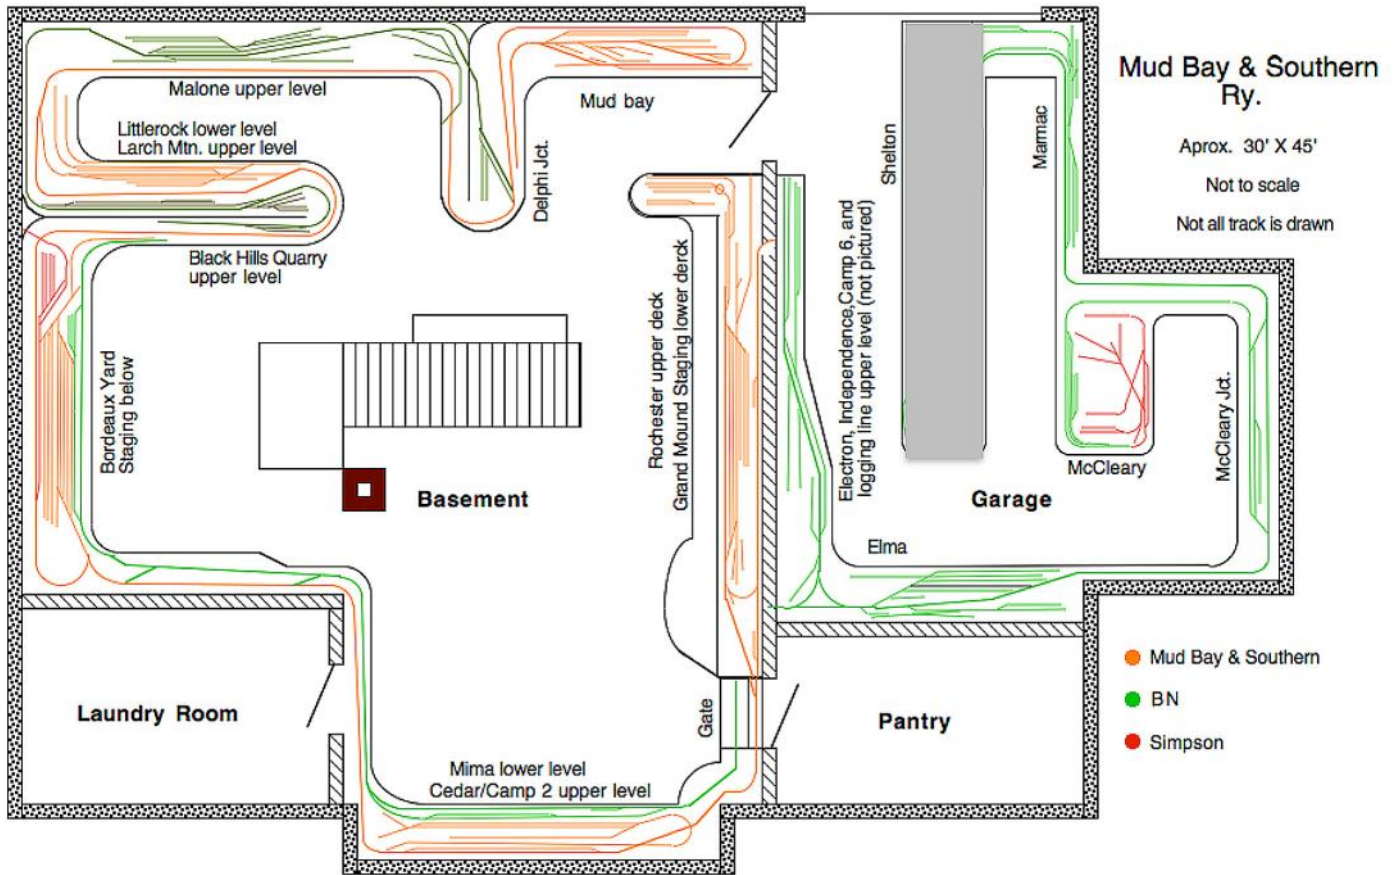 Mud Bay & Southern
Ry.
Aprox. 30' X 45'
Not to scale
Not all track is drawn
Malone upper level
Mud bay
Littlerock lower level
Larch Mtn. upper level
Delphi Jct.
Black Hills Quarry
upper level
Bordeaux Yard
Staging below
Basement
Rochester upper deck
Grand Mound Staging lower derck
Electron, Independence,Camp 6, and
logging line upper level (not pictured)
Shelton
Marmac
McCleary
McCleary Jct.
Garage
Elma
Laundry Room
Gate
Pantry
Mima lower level
Cedar/Camp 2 upper level
Mud Bay & Southern
BN
Simpson